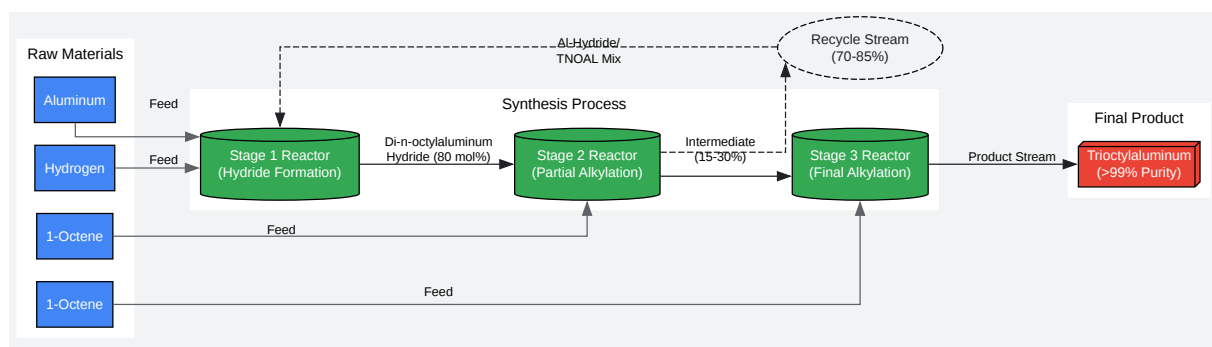 Raw Materials
Aluminum
Hydrogen
1-Octene
1-Octene
Feed
Feed
Feed
Feed
Al-Hydride/
TNOAL Mix
Recycle Stream
(70-85%)
Synthesis Process
Stage 1 Reactor
(Hydride Formation)
Di-n-octylaluminum
Hydride (80 mol%)
Stage 2 Reactor
(Partial Alkylation)
Intermediate
(15-30%)
Stage 3 Reactor
(Final Alkylation)
Product Stream
Final Product
Trioctylaluminum
(>99% Purity)